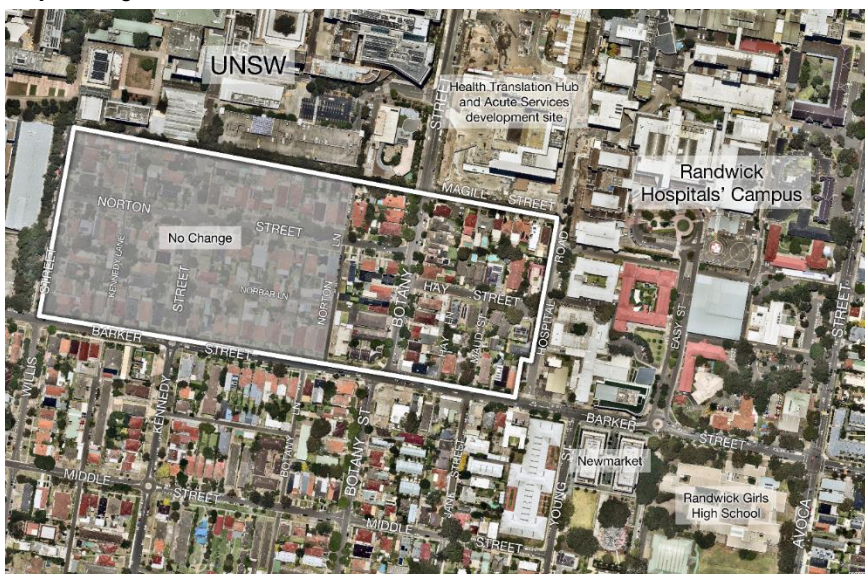 UNSW
STREET
Health Translation Hub
and Acute Services
development site
MAGILL STREET
Randwick
Hospitals' Campus
NORTON STREET
No Change
KENNEDY LANE
STREET
NORBAR LN
NORTON LN
BOTANY
HAY STREET
HAY LN
HOSPITAL ROAD
EASY ST
STREET
BARKER STREET
WILLIS
KENNEDY
BOTANY LN
BOTANY ST
STREET
YOUNG ST
BARKER STREET
Newmarket
Randwick Girls
High School
AVOCA
STREET
MIDDLE STREET
MIDDLE STREET